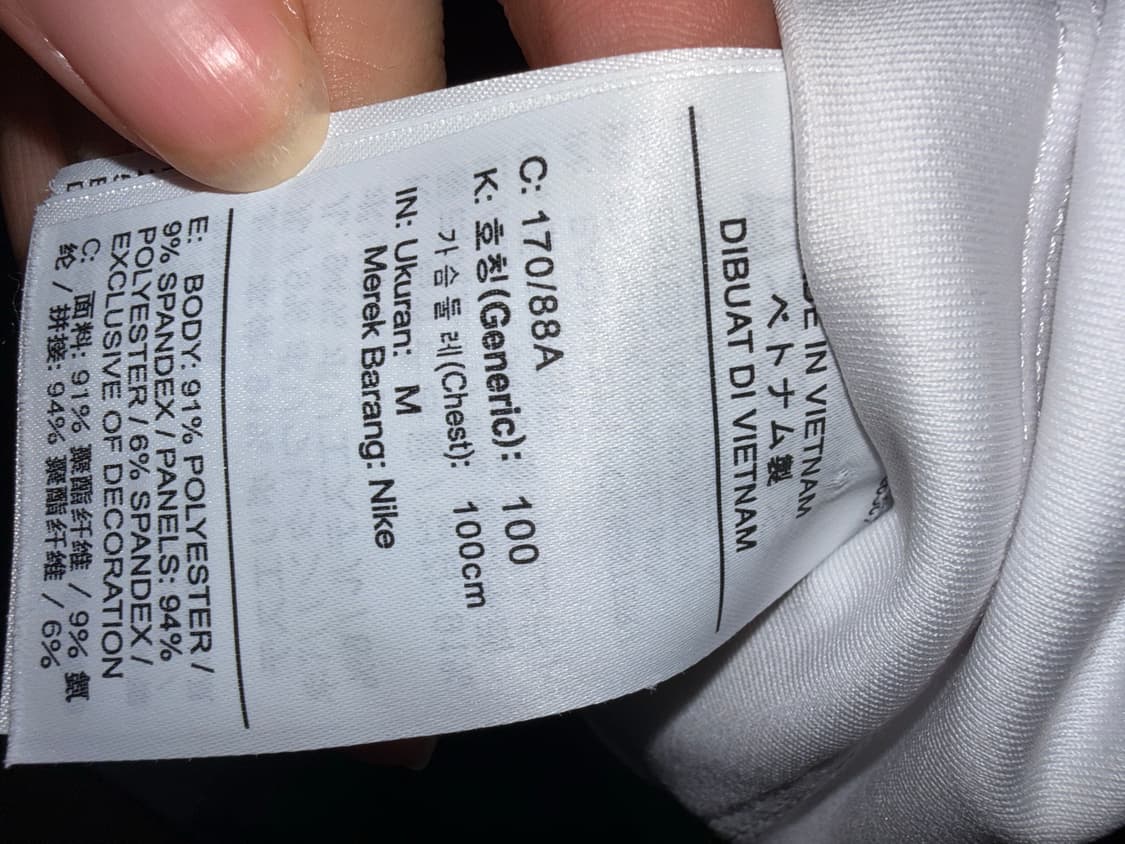 IN VIETNAM
ベトナム製
DIBUAT DI VIETNAM
C: 170/88A
K: 호칭(Generic): 100
가슴둘레(Chest): 100cm
IN: Ukuran: M
Merek Barang: Nike
E: BODY: 91% POLYESTER /
9% SPANDEX / PANELS: 94%
POLYESTER / 6% SPANDEX /
EXCLUSIVE OF DECORATION
C: 面料: 91% 聚酯纤维 / 9% 氨
纶 / 拼接: 94% 聚酯纤维 / 6%